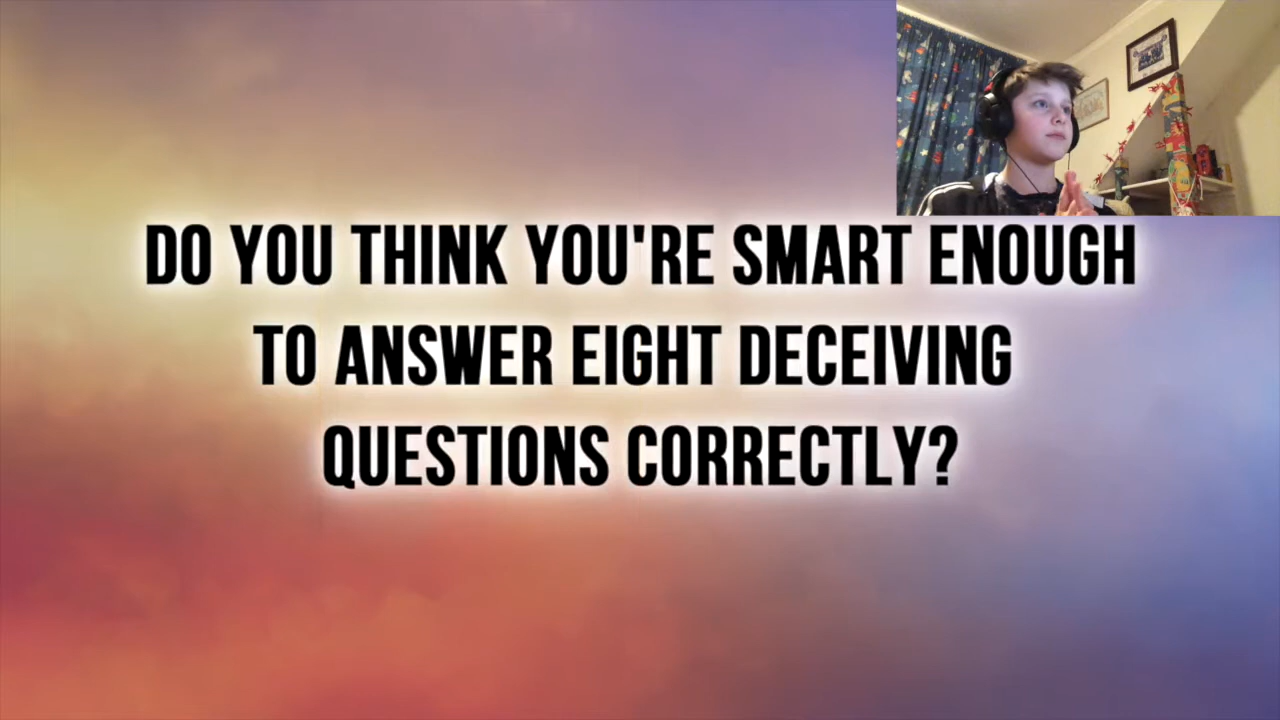 DO YOU THINK YOU'RE SMART ENOUGH
TO ANSWER EIGHT DECEIVING
QUESTIONS CORRECTLY?